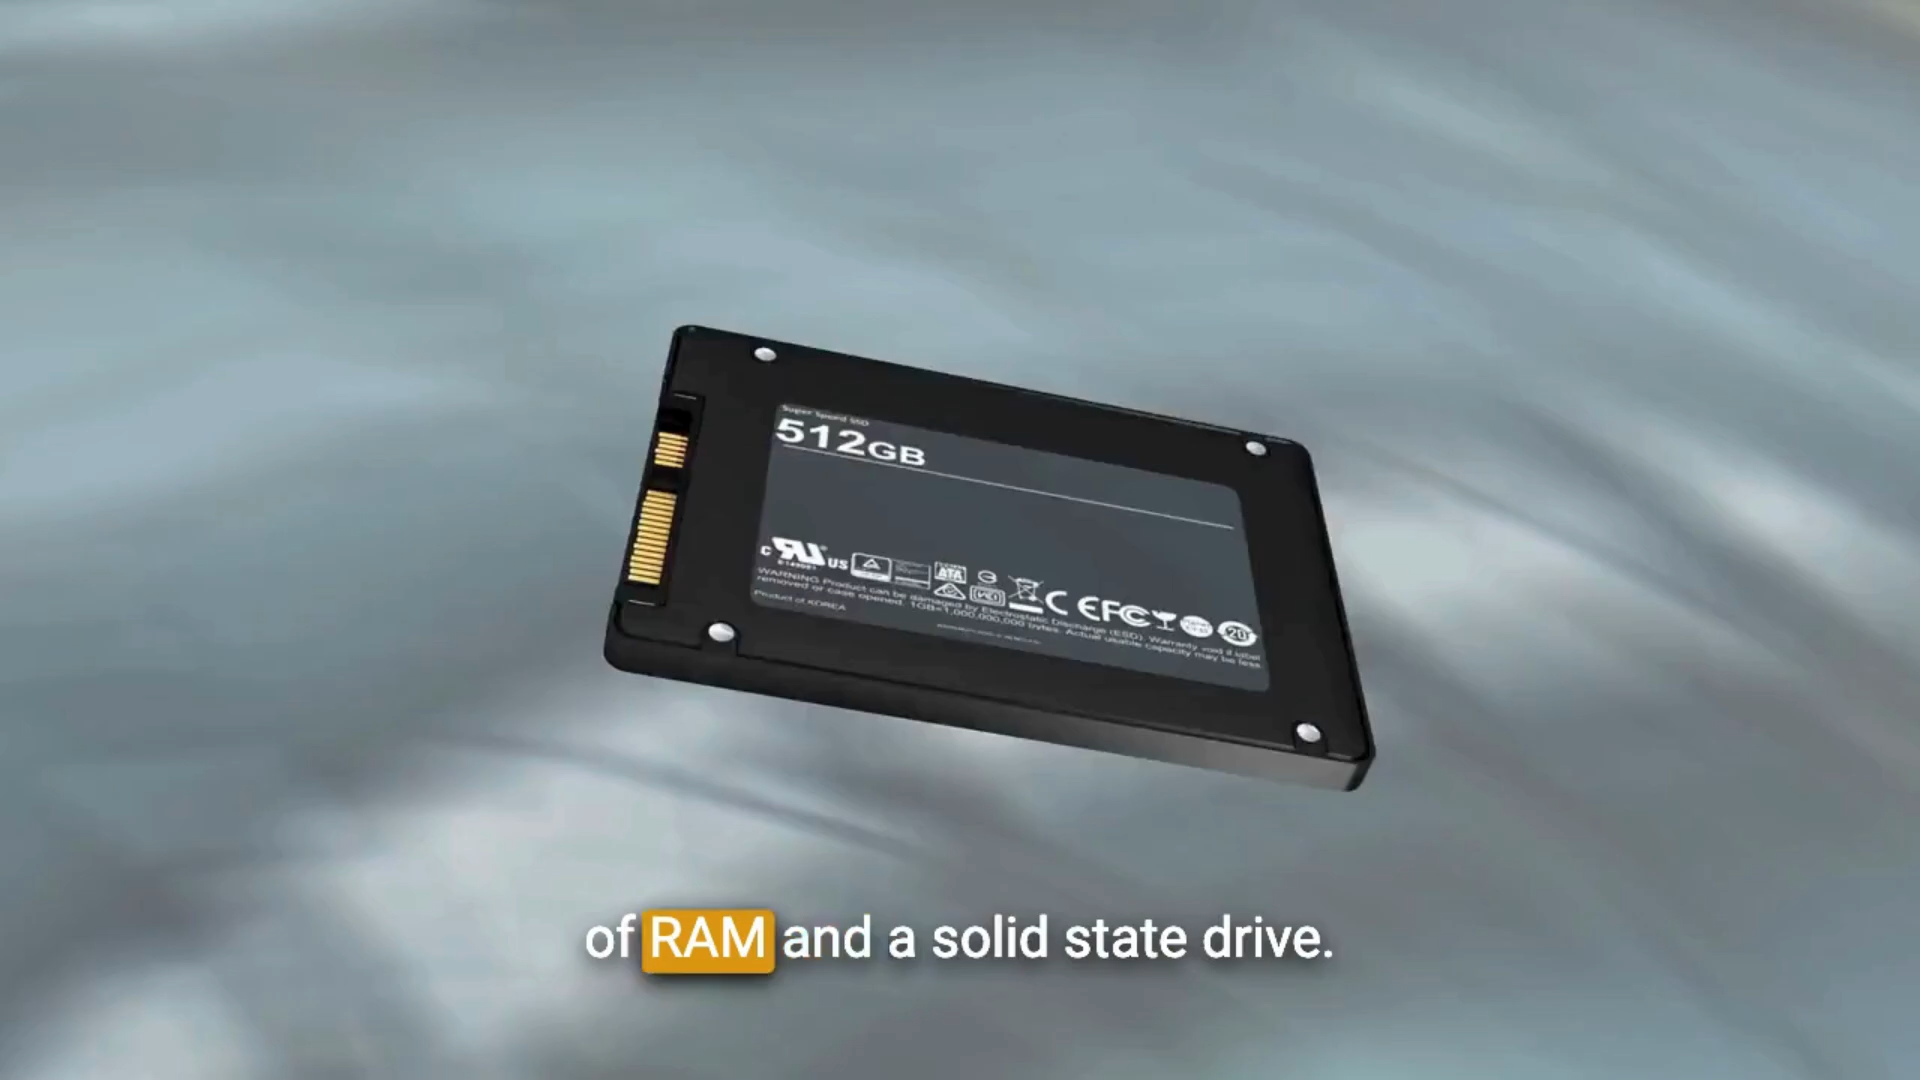 Super Speed SSD
512GB
c RU US
WARNING Product can be damaged by Electrostatic Discharge (ESD). Warranty void if label
removed or case opened. 1GB=1,000,000,000 bytes. Actual usable capacity may be less
Product of KOREA
of RAM and a solid state drive.